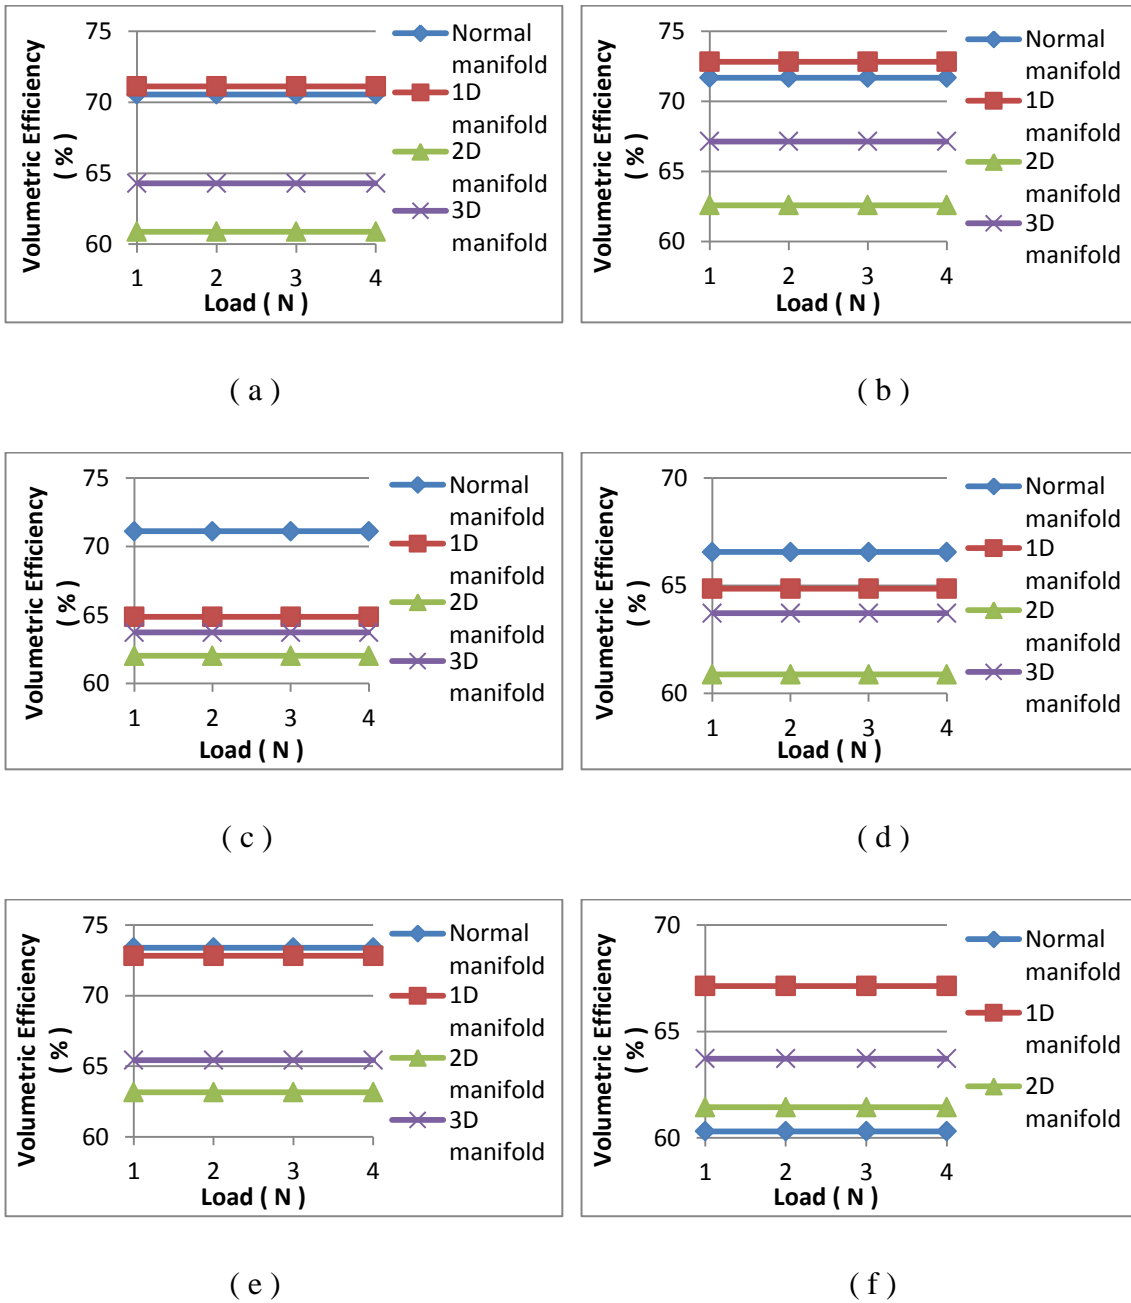 75
70
65
60
Volumetric Efficiency
( % )
1 2 3 4
Load ( N )
Normal
manifold
1D
manifold
2D
manifold
3D
manifold
75
70
65
60
Volumetric Efficiency
( % )
1 2 3 4
Load ( N )
Normal
manifold
1D
manifold
2D
manifold
3D
manifold
( a )
( b )
75
70
65
60
Volumetric Efficiency
( % )
1 2 3 4
Load ( N )
Normal
manifold
1D
manifold
2D
manifold
3D
manifold
70
65
60
Volumetric Efficiency
( % )
1 2 3 4
Load ( N )
Normal
manifold
1D
manifold
2D
manifold
3D
manifold
( c )
( d )
75
70
65
60
Volumetric Efficiency
( % )
1 2 3 4
Load ( N )
Normal
manifold
1D
manifold
2D
manifold
3D
manifold
70
65
60
Volumetric Efficiency
( % )
1 2 3 4
Load ( N )
Normal
manifold
1D
manifold
2D
manifold
( e )
( f )